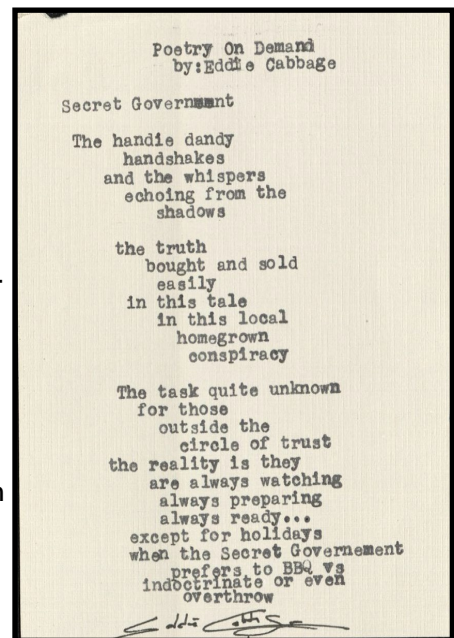 Poetry On Demand
by:Eddie Cabbage
Secret Government
The handie dandy
handshakes
and the whispers
echoing from the
shadows
the truth
bought and sold
easily
in this tale
in this local
homegrown
conspiracy
The task quite unknown
for those
outside the
circle of trust
the reality is they
are always watching
always preparing
always ready...
except for holidays
when the Secret Governement
prefers to BBQ vs
indoctrinate or even
overthrow
Eddie